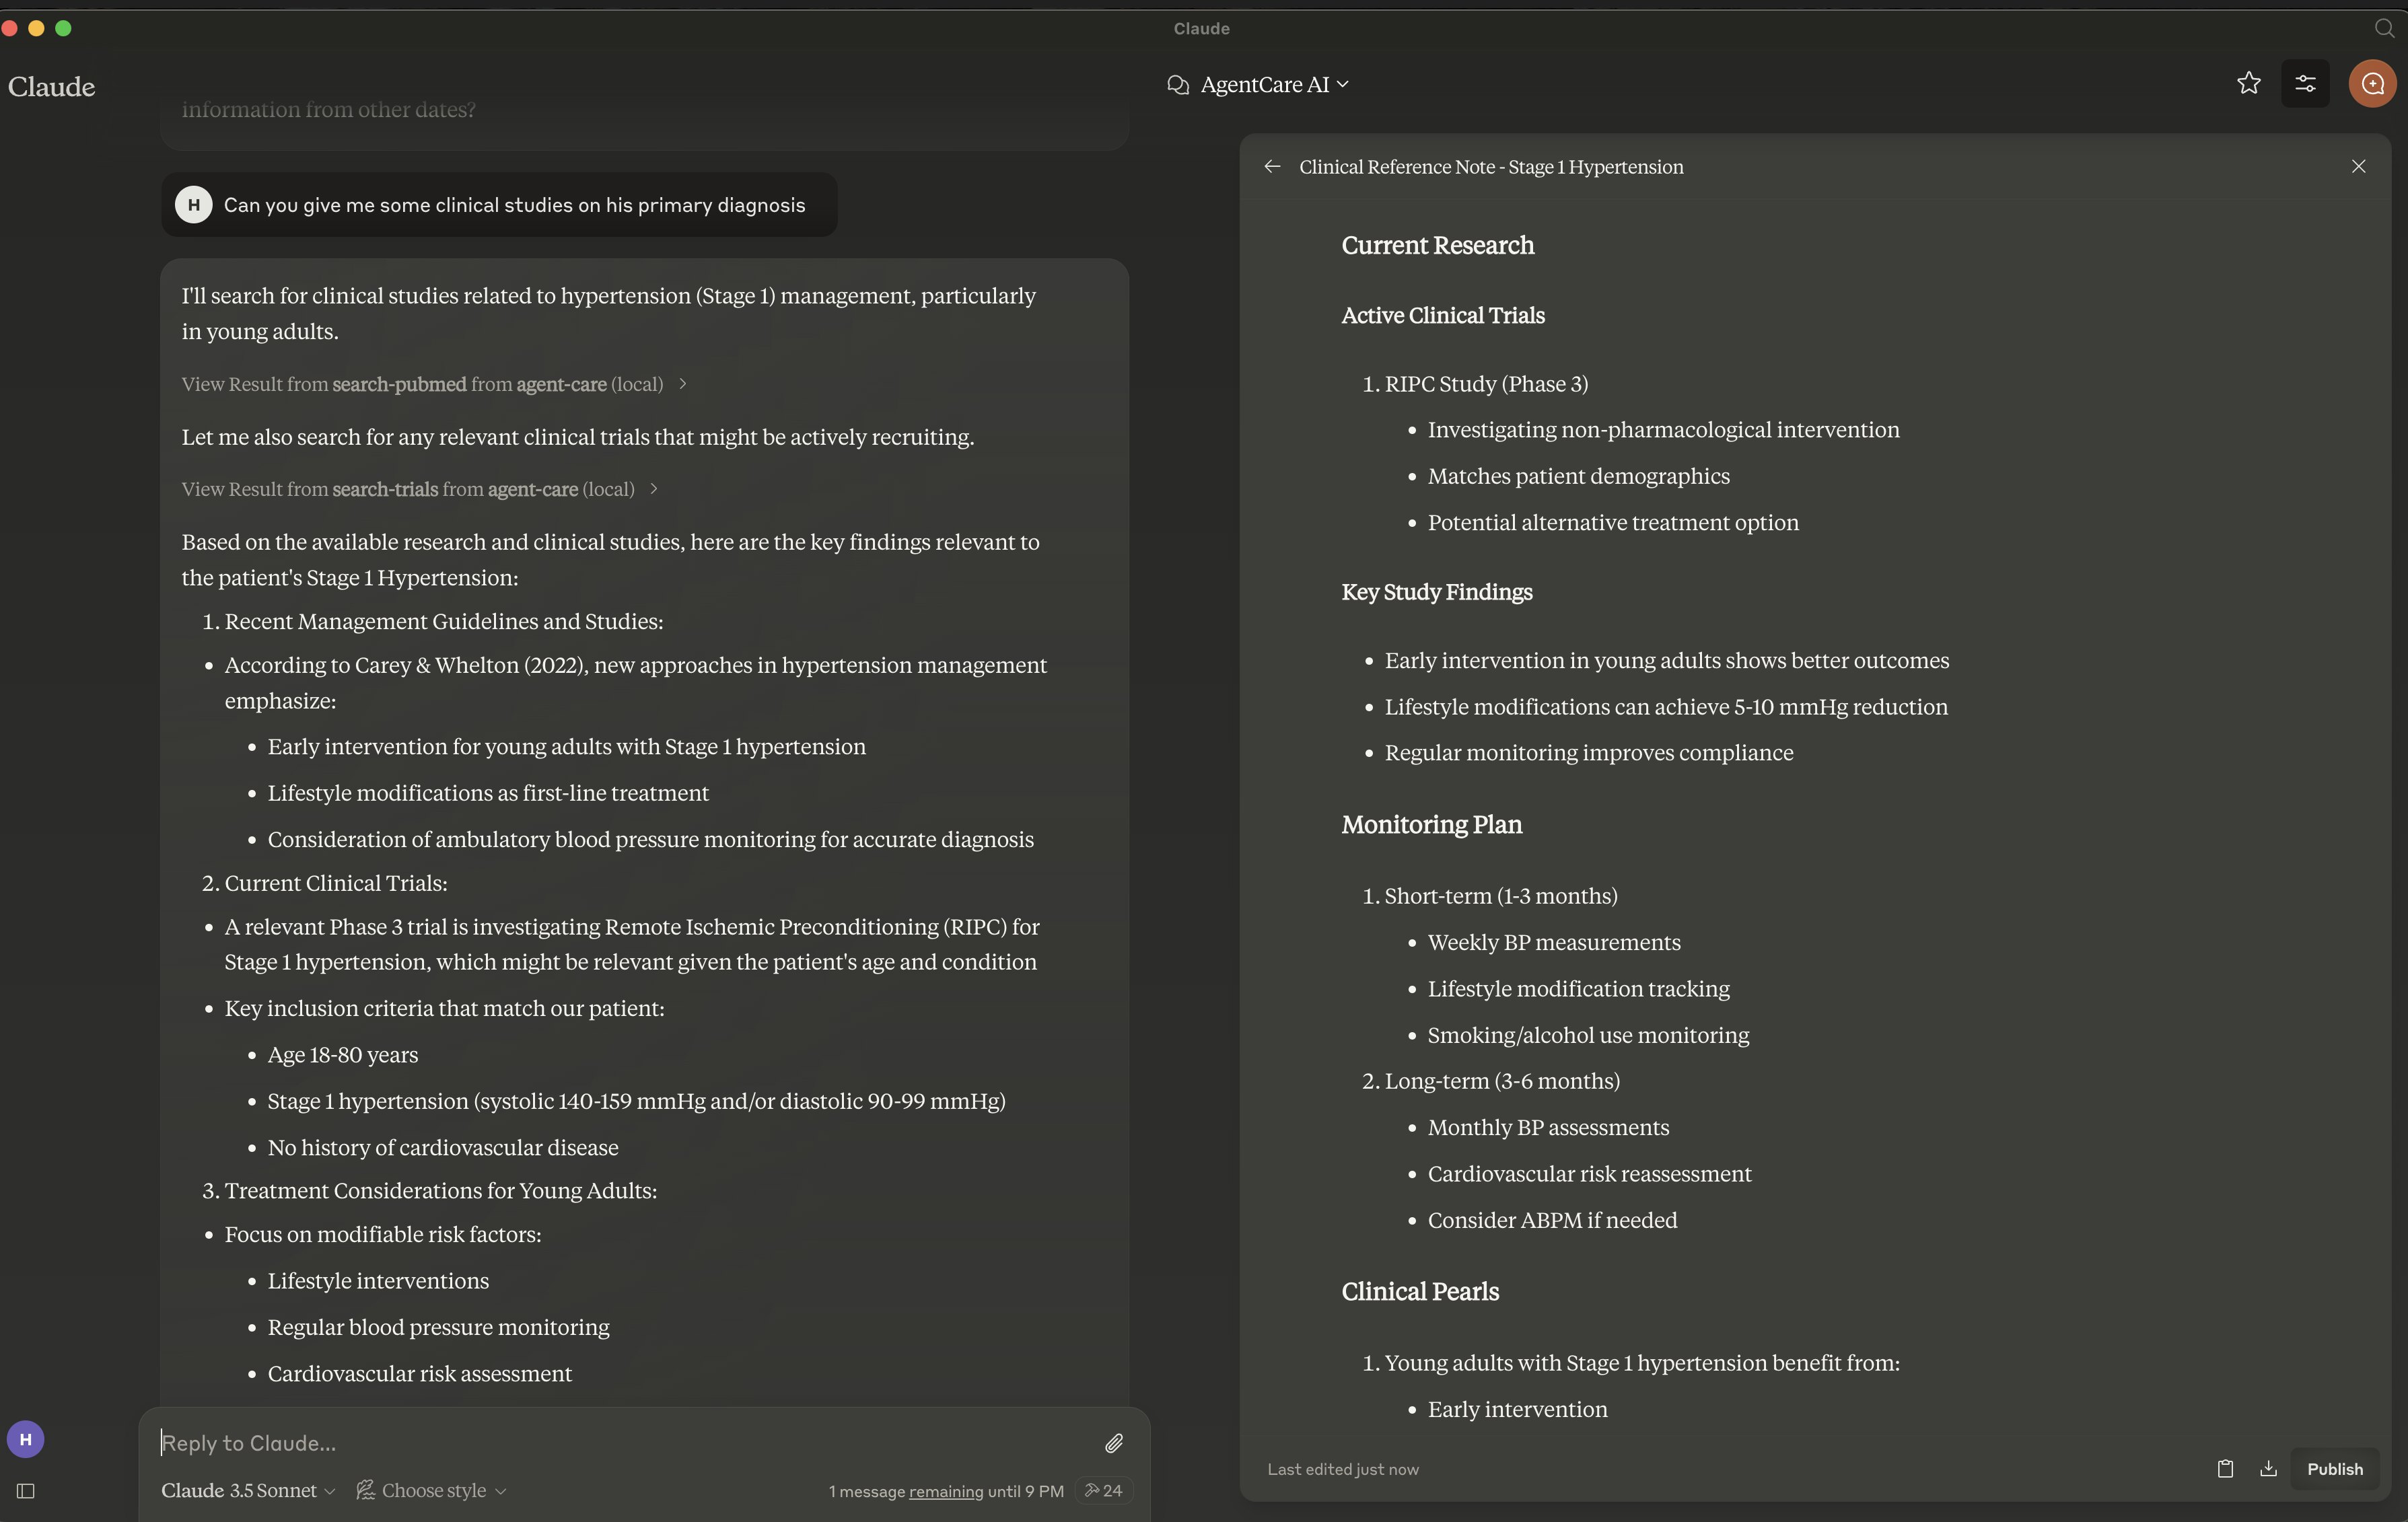 Claude
Claude
AgentCare AI
information from other dates?
H
Can you give me some clinical studies on his primary diagnosis
I'll search for clinical studies related to hypertension (Stage 1) management, particularly
in young adults.
View Result from search-pubmed from agent-care (local)
Let me also search for any relevant clinical trials that might be actively recruiting.
View Result from search-trials from agent-care (local)
Based on the available research and clinical studies, here are the key findings relevant to
the patient's Stage 1 Hypertension:
1. Recent Management Guidelines and Studies:
• According to Carey & Whelton (2022), new approaches in hypertension management
emphasize:
• Early intervention for young adults with Stage 1 hypertension
• Lifestyle modifications as first-line treatment
• Consideration of ambulatory blood pressure monitoring for accurate diagnosis
2. Current Clinical Trials:
• A relevant Phase 3 trial is investigating Remote Ischemic Preconditioning (RIPC) for
Stage 1 hypertension, which might be relevant given the patient's age and condition
• Key inclusion criteria that match our patient:
• Age 18-80 years
• Stage 1 hypertension (systolic 140-159 mmHg and/or diastolic 90-99 mmHg)
• No history of cardiovascular disease
3. Treatment Considerations for Young Adults:
• Focus on modifiable risk factors:
• Lifestyle interventions
• Regular blood pressure monitoring
• Cardiovascular risk assessment
H
Reply to Claude...
Claude 3.5 Sonnet
Choose style
1 message remaining until 9 PM
24
Clinical Reference Note - Stage 1 Hypertension
Current Research
Active Clinical Trials
1. RIPC Study (Phase 3)
• Investigating non-pharmacological intervention
• Matches patient demographics
• Potential alternative treatment option
Key Study Findings
• Early intervention in young adults shows better outcomes
• Lifestyle modifications can achieve 5-10 mmHg reduction
• Regular monitoring improves compliance
Monitoring Plan
1. Short-term (1-3 months)
• Weekly BP measurements
• Lifestyle modification tracking
• Smoking/alcohol use monitoring
2. Long-term (3-6 months)
• Monthly BP assessments
• Cardiovascular risk reassessment
• Consider ABPM if needed
Clinical Pearls
1. Young adults with Stage 1 hypertension benefit from:
• Early intervention
Last edited just now
Publish